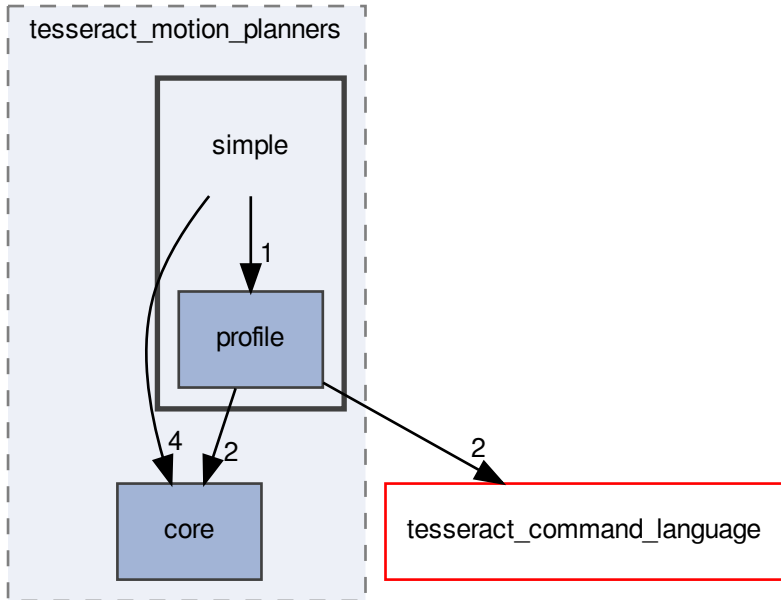 tesseract_motion_planners
simple
1
profile
4
2
2
core
tesseract_command_language